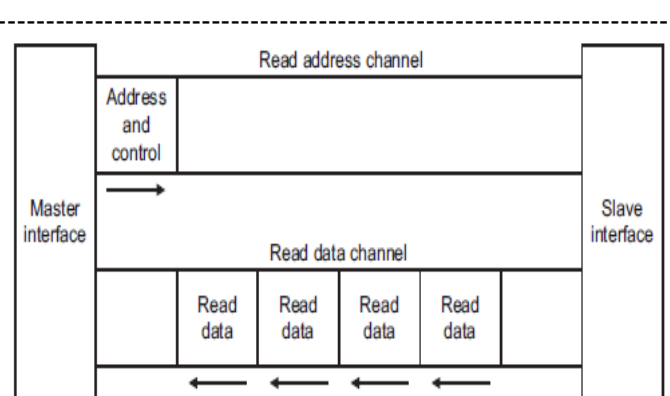 Read address channel
Address
and
control
Master
interface
Slave
interface
Read data channel
Read
data
Read
data
Read
data
Read
data